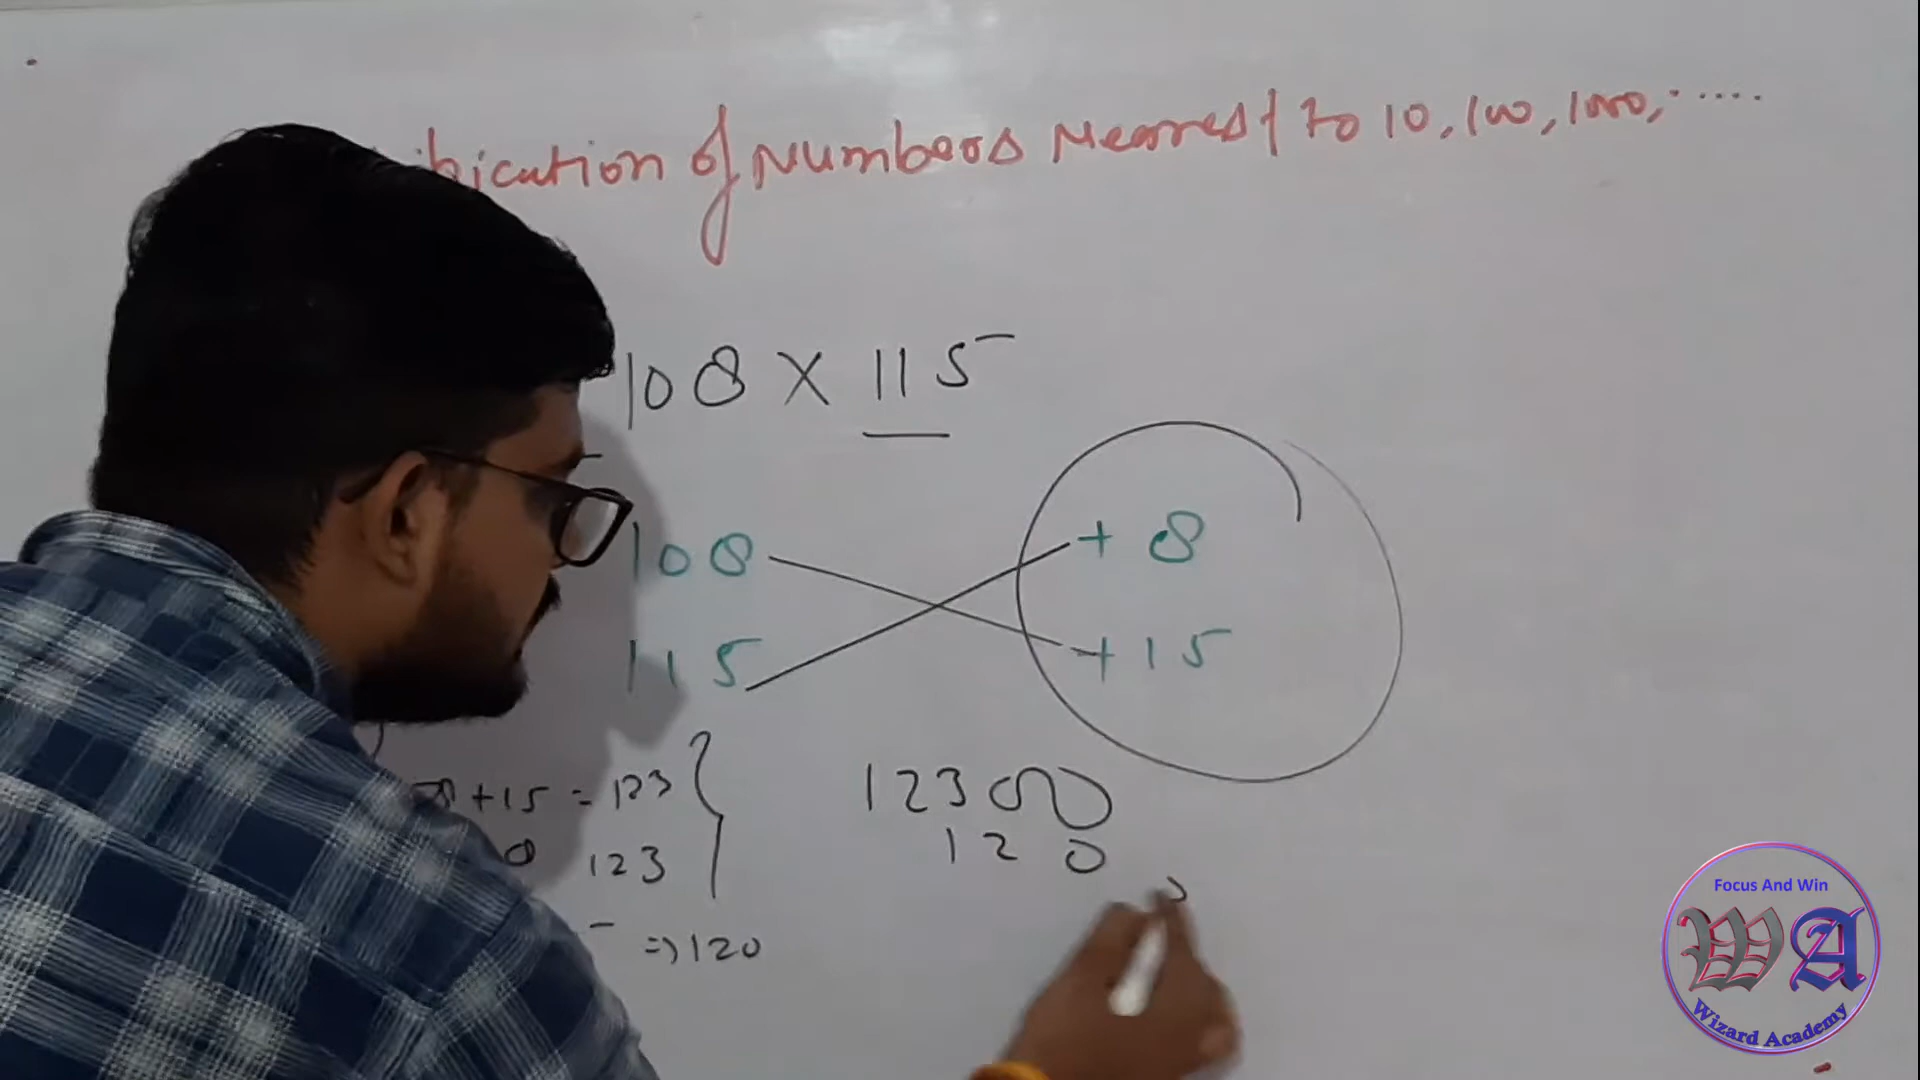 of Numbers Nearest to 10, 100, 1000, .....
108 X 115
108 + 8
115 + 15
+15 = 123
12300
8 123
120
=> 120
Focus And Win
WA
Wizard Academy